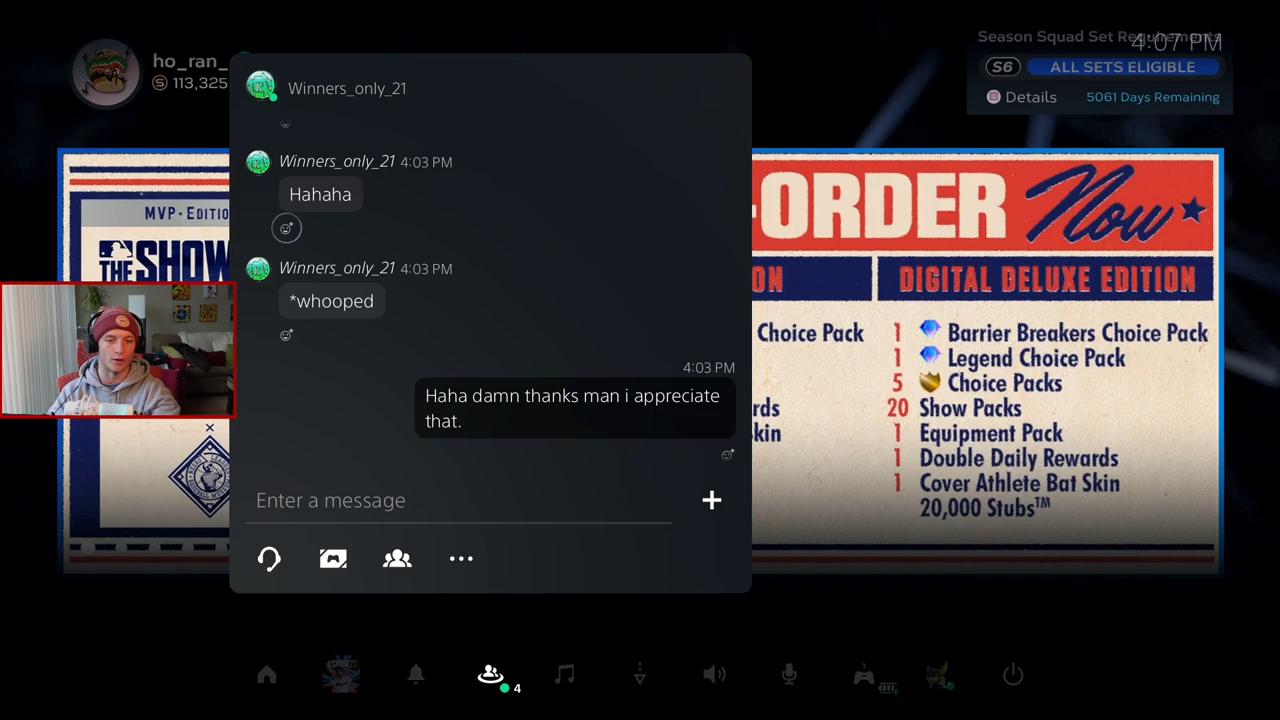 ho_ran_
113,325
Season Squad Set Requirements
4:07 PM
S6
ALL SETS ELIGIBLE
Details
5061 Days Remaining
Winners_only_21
Winners_only_21 4:03 PM
Hahaha
Winners_only_21 4:03 PM
*whooped
4:03 PM
Haha damn thanks man i appreciate
that.
Enter a message
4
MVP•EDITIO
THE SHOW
×
-ORDER Now
ON
Choice Pack
rds
kin
DIGITAL DELUXE EDITION
1 Barrier Breakers Choice Pack
1 Legend Choice Pack
5 Choice Packs
20 Show Packs
1 Equipment Pack
1 Double Daily Rewards
1 Cover Athlete Bat Skin
20,000 Stubs™